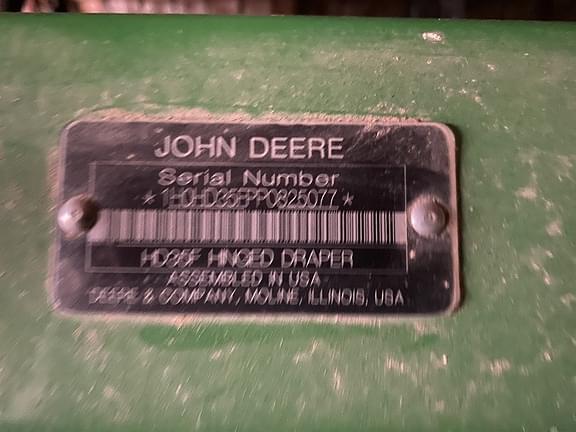 JOHN DEERE
Serial Number
*1H0HD35FPP0825077*
HD35F HINGED DRAPER
ASSEMBLED IN USA
DEERE & COMPANY, MOLINE, ILLINOIS, USA